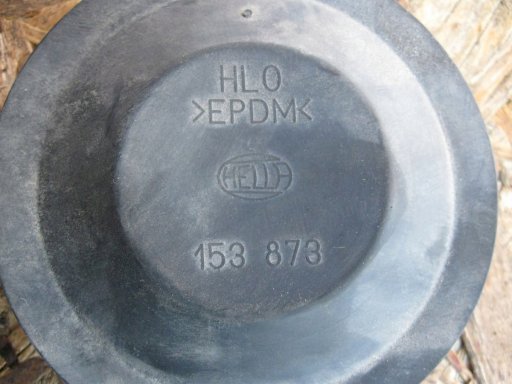 HLO
>EPDM<
HELLA
153 873